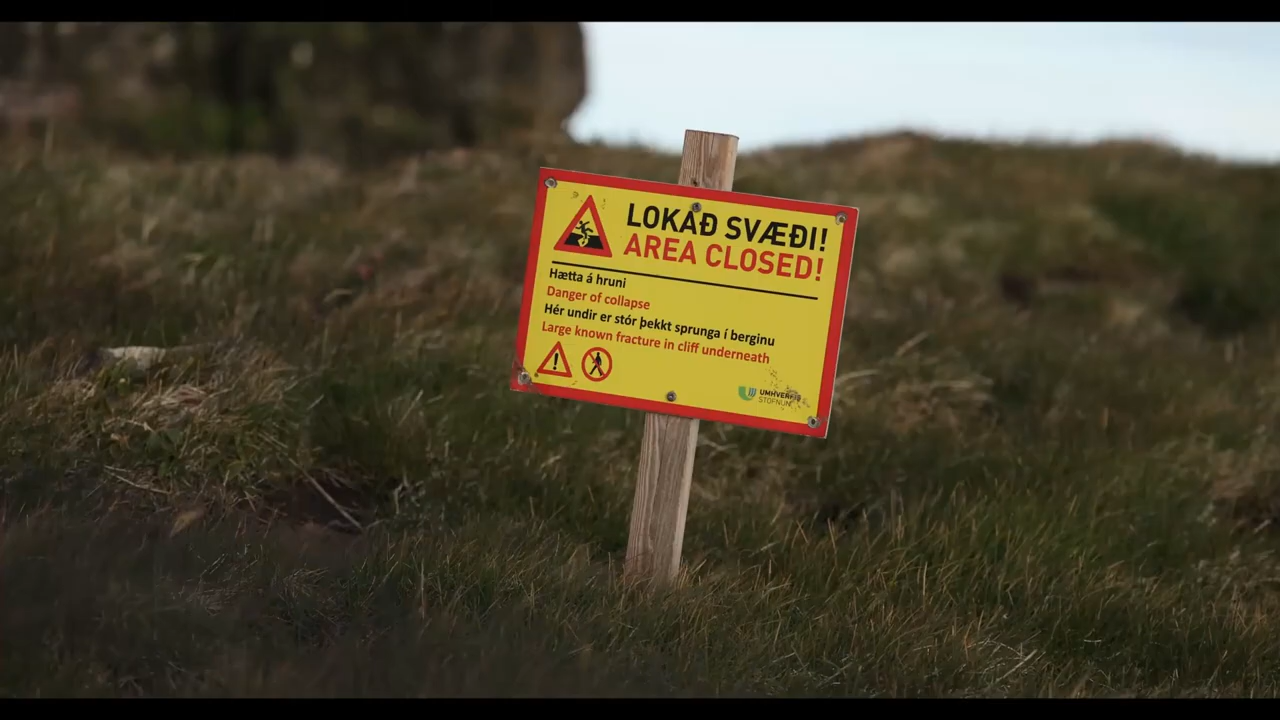 LOKAÐ SVÆÐI!
AREA CLOSED!
Hætta á hruni
Danger of collapse
Hér undir er stór þekkt sprunga í berginu
Large known fracture in cliff underneath
UMHVERFIS
STOFNUN